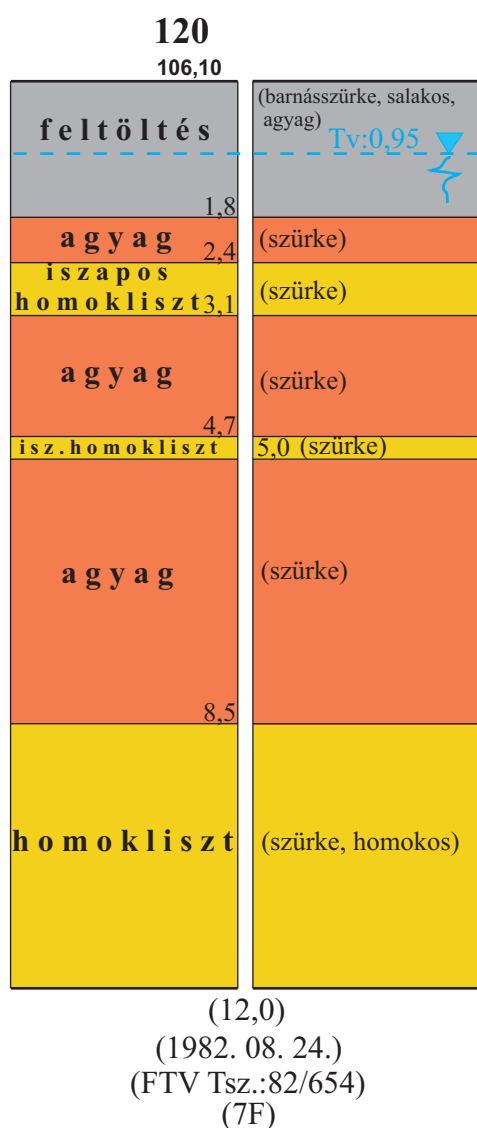 120
106,10
feltöltés
(barnásszürke, salakos,
agyag)
Tv:0,95
1,8
agyag
2,4
(szürke)
iszapos
homokliszt
3,1
(szürke)
agyag
4,7
(szürke)
isz.homokliszt
5,0 (szürke)
agyag
(szürke)
8,5
homokliszt
(szürke, homokos)
(12,0)
(1982. 08. 24.)
(FTV Tsz.:82/654)
(7F)